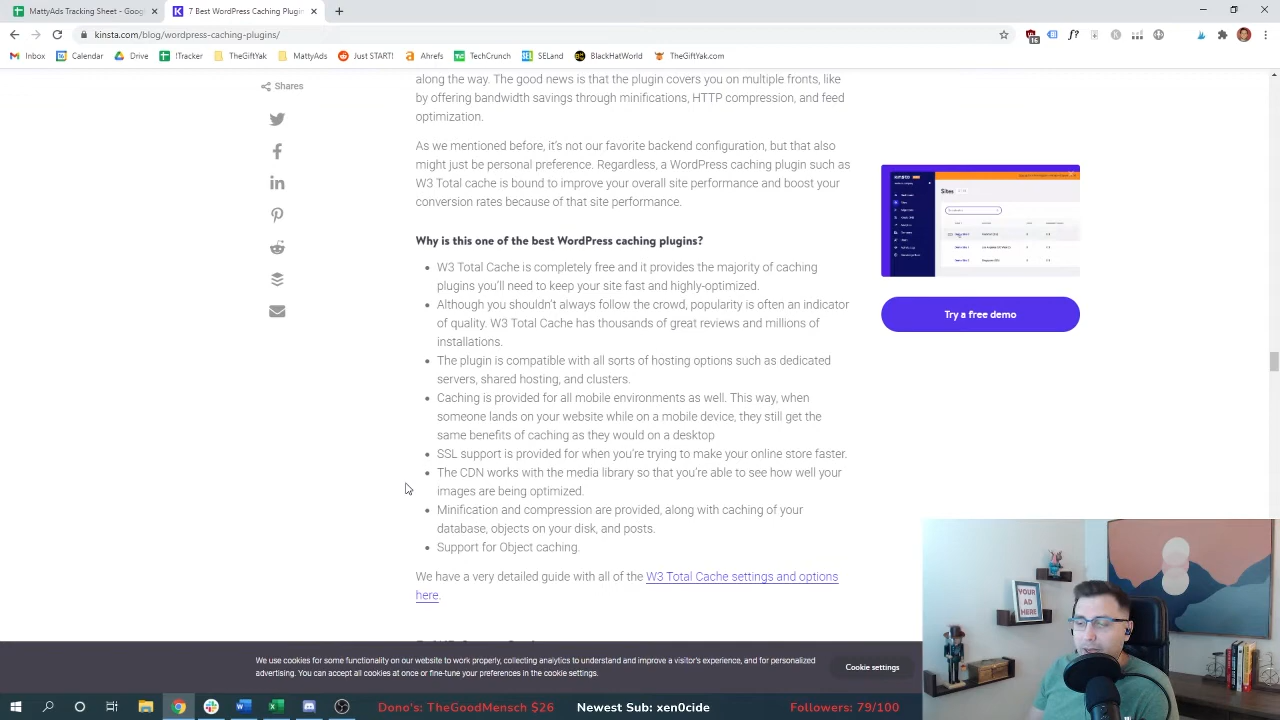 MattyAds Tracking Sheet - Googl
7 Best WordPress Caching Plugin
kinsta.com/blog/wordpress-caching-plugins/
15
Inbox
Calendar
Drive
!Tracker
TheGiftYak
MattyAds
Just START!
Ahrefs
TechCrunch
SELand
BlackHatWorld
TheGiftYak.com
Shares
along the way. The good news is that the plugin covers you on multiple fronts, like
by offering bandwidth savings through minifications, HTTP compression, and feed
optimization.
As we mentioned before, it's not our favorite backend configuration, but that also
might just be personal preference. Regardless, a WordPress caching plugin such as
W3 Total cache is bound to improve your overall site performance and boost your
conversion rates because of that site performance.
Why is this one of the best WordPress caching plugins?
W3 Total Cache is completely free and it provides the majority of caching
plugins you'll need to keep your site fast and highly-optimized.
Although you shouldn't always follow the crowd, popularity is often an indicator
of quality. W3 Total Cache has thousands of great reviews and millions of
installations.
The plugin is compatible with all sorts of hosting options such as dedicated
servers, shared hosting, and clusters.
Caching is provided for all mobile environments as well. This way, when
someone lands on your website while on a mobile device, they still get the
same benefits of caching as they would on a desktop
SSL support is provided for when you're trying to make your online store faster.
The CDN works with the media library so that you're able to see how well your
images are being optimized.
Minification and compression are provided, along with caching of your
database, objects on your disk, and posts.
Support for Object caching.
We have a very detailed guide with all of the W3 Total Cache settings and options
here.
Sites
Try a free demo
We use cookies for some functionality on our website to work properly, collecting analytics to understand and improve a visitor's experience, and for personalized
advertising. You can accept all cookies at once or fine-tune your preferences in the cookie settings.
Cookie settings
YOUR
AD
HERE
Dono's: TheGoodMensch $26
Newest Sub: xen0cide
Followers: 79/100